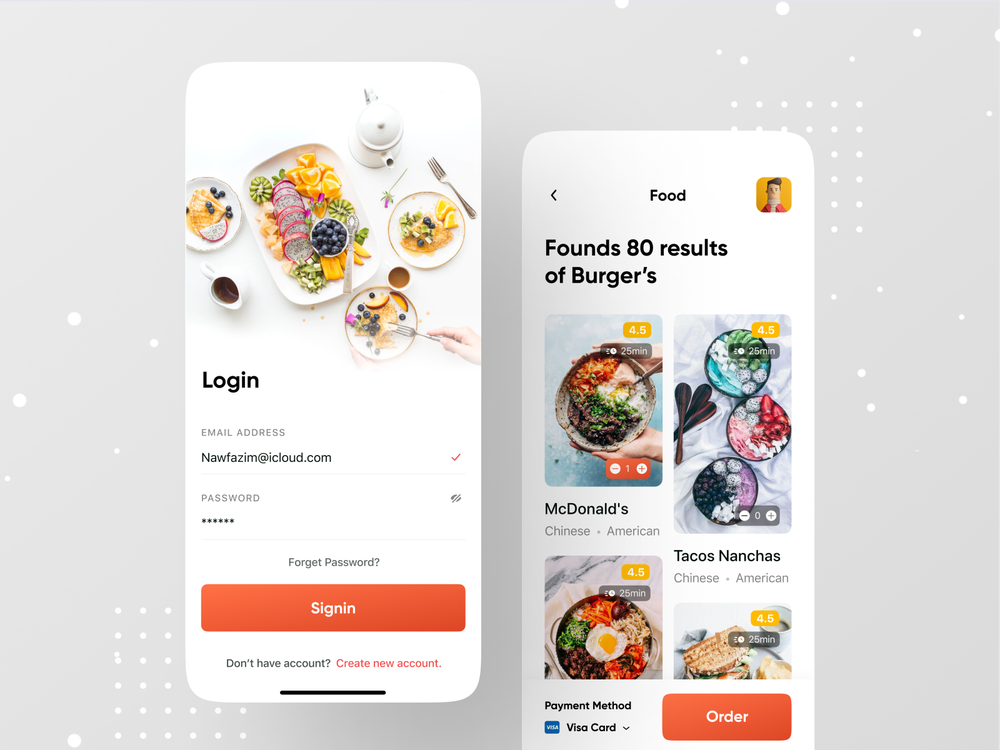 Login
EMAIL ADDRESS
Nawfazim@icloud.com
PASSWORD
******
Forget Password?
Signin
Don't have account? Create new account.
Food
Founds 80 results
of Burger's
4.5
25min
1
McDonald's
Chinese • American
4.5
25min
0
Tacos Nanchas
Chinese • American
4.5
25min
4.5
25min
Payment Method
VISA Visa Card
Order